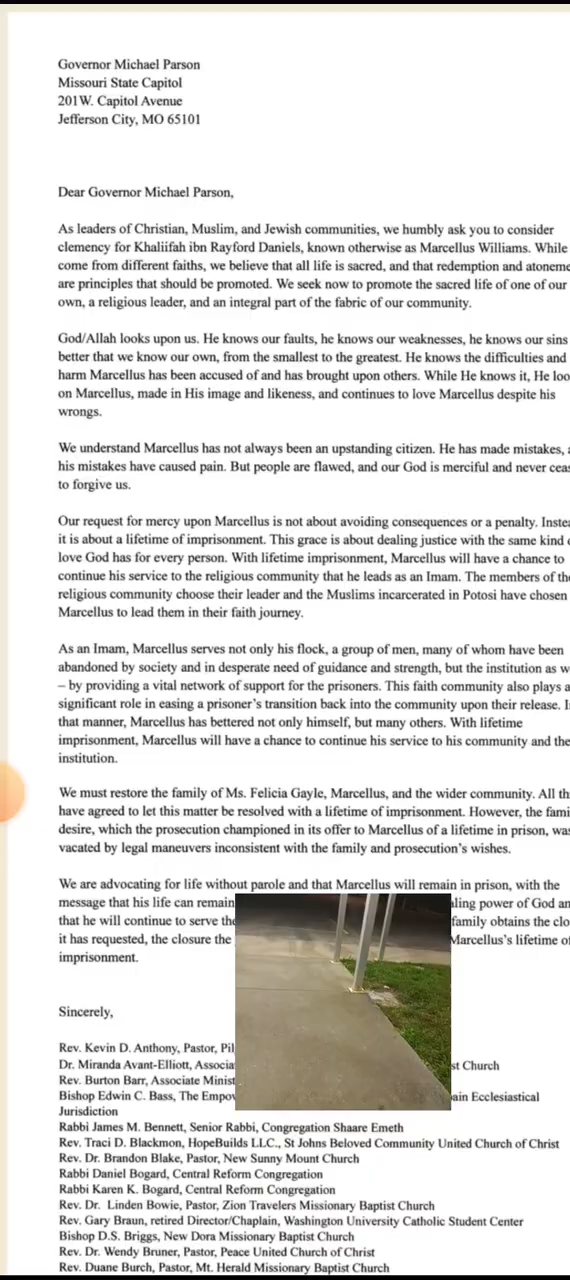 Governor Michael Parson
Missouri State Capitol
201W. Capitol Avenue
Jefferson City, MO 65101
Dear Governor Michael Parson,
As leaders of Christian, Muslim, and Jewish communities, we humbly ask you to consider
clemency for Khaliifah ibn Rayford Daniels, known otherwise as Marcellus Williams. While
come from different faiths, we believe that all life is sacred, and that redemption and atoneme
are principles that should be promoted. We seek now to promote the sacred life of one of our
own, a religious leader, and an integral part of the fabric of our community.
God/Allah looks upon us. He knows our faults, he knows our weaknesses, he knows our sins
better that we know our own, from the smallest to the greatest. He knows the difficulties and
harm Marcellus has been accused of and has brought upon others. While He knows it, He loo
on Marcellus, made in His image and likeness, and continues to love Marcellus despite his
wrongs.
We understand Marcellus has not always been an upstanding citizen. He has made mistakes, a
his mistakes have caused pain. But people are flawed, and our God is merciful and never ceas
to forgive us.
Our request for mercy upon Marcellus is not about avoiding consequences or a penalty. Instea
it is about a lifetime of imprisonment. This grace is about dealing justice with the same kind o
love God has for every person. With lifetime imprisonment, Marcellus will have a chance to
continue his service to the religious community that he leads as an Imam. The members of the
religious community choose their leader and the Muslims incarcerated in Potosi have chosen
Marcellus to lead them in their faith journey.
As an Imam, Marcellus serves not only his flock, a group of men, many of whom have been
abandoned by society and in desperate need of guidance and strength, but the institution as w
– by providing a vital network of support for the prisoners. This faith community also plays a
significant role in easing a prisoner's transition back into the community upon their release. I
that manner, Marcellus has bettered not only himself, but many others. With lifetime
imprisonment, Marcellus will have a chance to continue his service to his community and the
institution.
We must restore the family of Ms. Felicia Gayle, Marcellus, and the wider community. All th
have agreed to let this matter be resolved with a lifetime of imprisonment. However, the fami
desire, which the prosecution championed in its offer to Marcellus of a lifetime in prison, was
vacated by legal maneuvers inconsistent with the family and prosecution's wishes.
We are advocating for life without parole and that Marcellus will remain in prison, with the
message that his life can remain ling power of God an
that he will continue to serve the family obtains the clo
it has requested, the closure the Marcellus's lifetime of
imprisonment.
Sincerely,
Rev. Kevin D. Anthony, Pastor, Pil
Dr. Miranda Avant-Elliott, Associa st Church
Rev. Burton Barr, Associate Minist
Bishop Edwin C. Bass, The Empow ain Ecclesiastical
Jurisdiction
Rabbi James M. Bennett, Senior Rabbi, Congregation Shaare Emeth
Rev. Traci D. Blackmon, HopeBuilds LLC., St Johns Beloved Community United Church of Christ
Rev. Dr. Brandon Blake, Pastor, New Sunny Mount Church
Rabbi Daniel Bogard, Central Reform Congregation
Rabbi Karen K. Bogard, Central Reform Congregation
Rev. Dr. Linden Bowie, Pastor, Zion Travelers Missionary Baptist Church
Rev. Gary Braun, retired Director/Chaplain, Washington University Catholic Student Center
Bishop D.S. Briggs, New Dora Missionary Baptist Church
Rev. Dr. Wendy Bruner, Pastor, Peace United Church of Christ
Rev. Duane Burch, Pastor, Mt. Herald Missionary Baptist Church